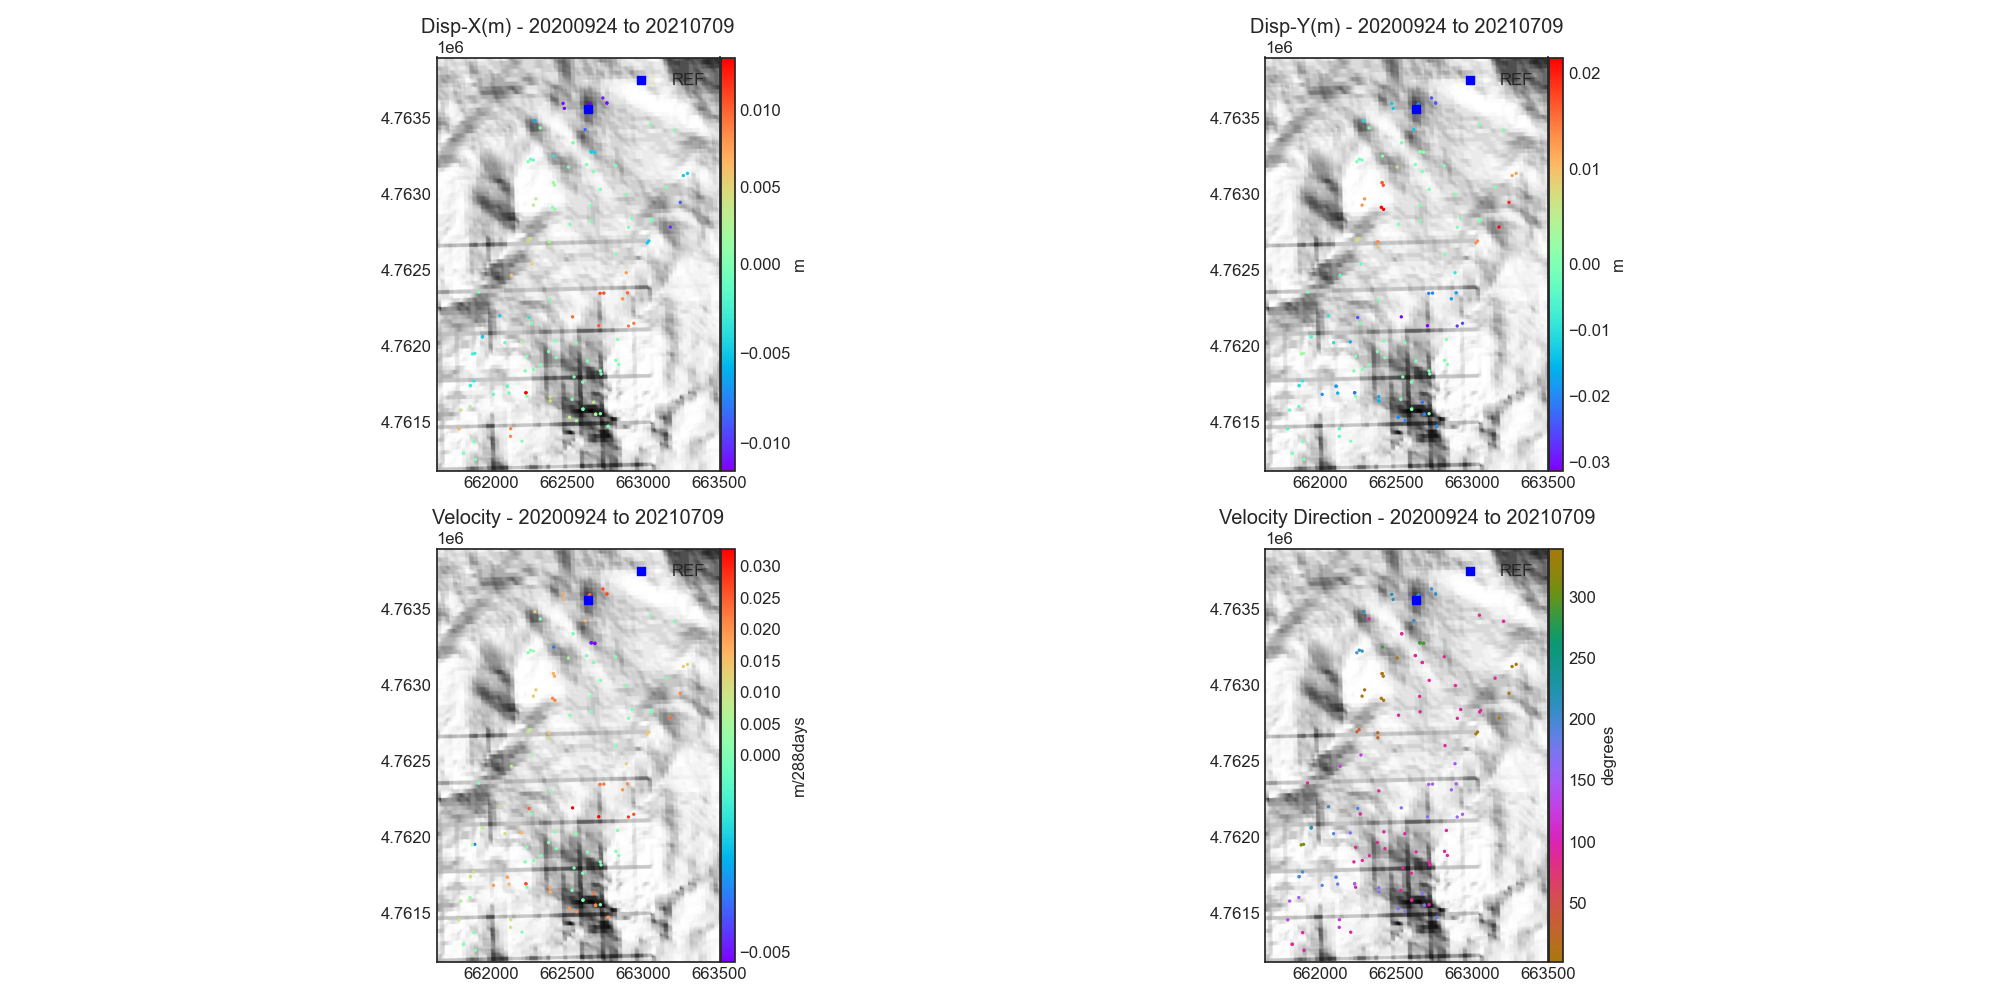 Disp-X(m) - 20200924 to 20210709
1e6
REF
4.7635
4.7630
4.7625
4.7620
4.7615
662000 662500 663000 663500
0.010
0.005
0.000
−0.005
−0.010
m
Disp-Y(m) - 20200924 to 20210709
1e6
REF
4.7635
4.7630
4.7625
4.7620
4.7615
662000 662500 663000 663500
0.02
0.01
0.00
−0.01
−0.02
−0.03
m
Velocity - 20200924 to 20210709
1e6
REF
4.7635
4.7630
4.7625
4.7620
4.7615
662000 662500 663000 663500
0.030
0.025
0.020
0.015
0.010
0.005
0.000
−0.005
m/288days
Velocity Direction - 20200924 to 20210709
1e6
REF
4.7635
4.7630
4.7625
4.7620
4.7615
662000 662500 663000 663500
300
250
200
150
100
50
degrees